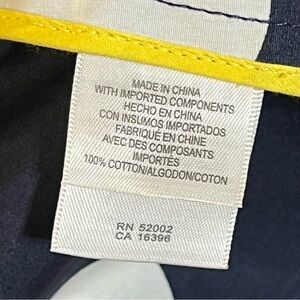 MADE IN CHINA
WITH IMPORTED COMPONENTS
HECHO EN CHINA
CON INSUMOS IMPORTADOS
FABRIQUÉ EN CHINE
AVEC DES COMPOSANTS
IMPORTÉS
100% COTTON/ALGODON/COTON
RN 52002
CA 16396